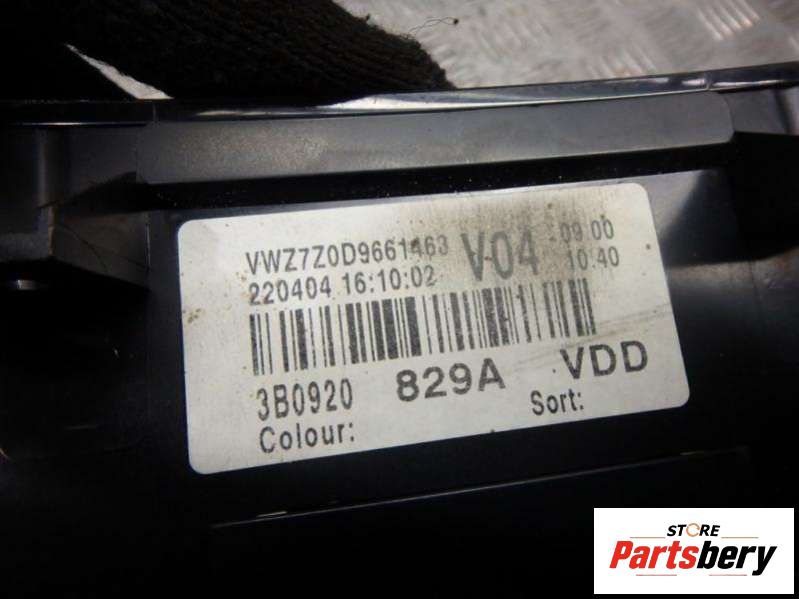 VWZ7Z0D9661463 V04 09.00
220404 16:10:02 10.40
3B0920 829A VDD
Colour: Sort:
STORE
Partsbery